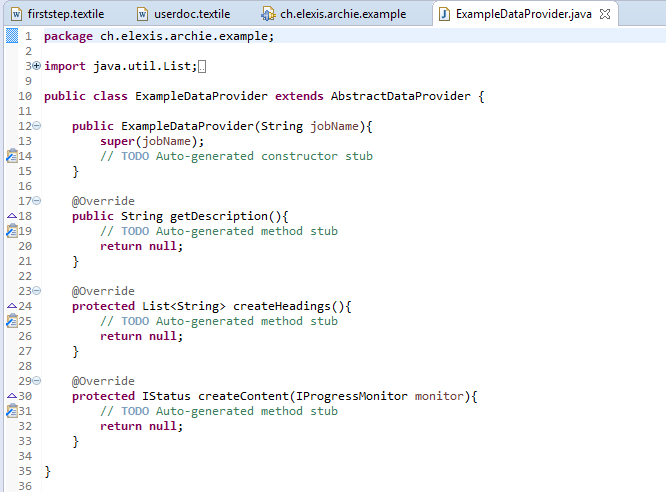 firststep.textile userdoc.textile ch.elexis.archie.example ExampleDataProvider.java
1 package ch.elexis.archie.example;
2
3 import java.util.List;
9
10 public class ExampleDataProvider extends AbstractDataProvider {
11
12 public ExampleDataProvider(String jobName){
13 super(jobName);
14 // TODO Auto-generated constructor stub
15 }
16
17 @Override
18 public String getDescription(){
19 // TODO Auto-generated method stub
20 return null;
21 }
22
23 @Override
24 protected List<String> createHeadings(){
25 // TODO Auto-generated method stub
26 return null;
27 }
28
29 @Override
30 protected IStatus createContent(IProgressMonitor monitor){
31 // TODO Auto-generated method stub
32 return null;
33 }
34
35 }
36